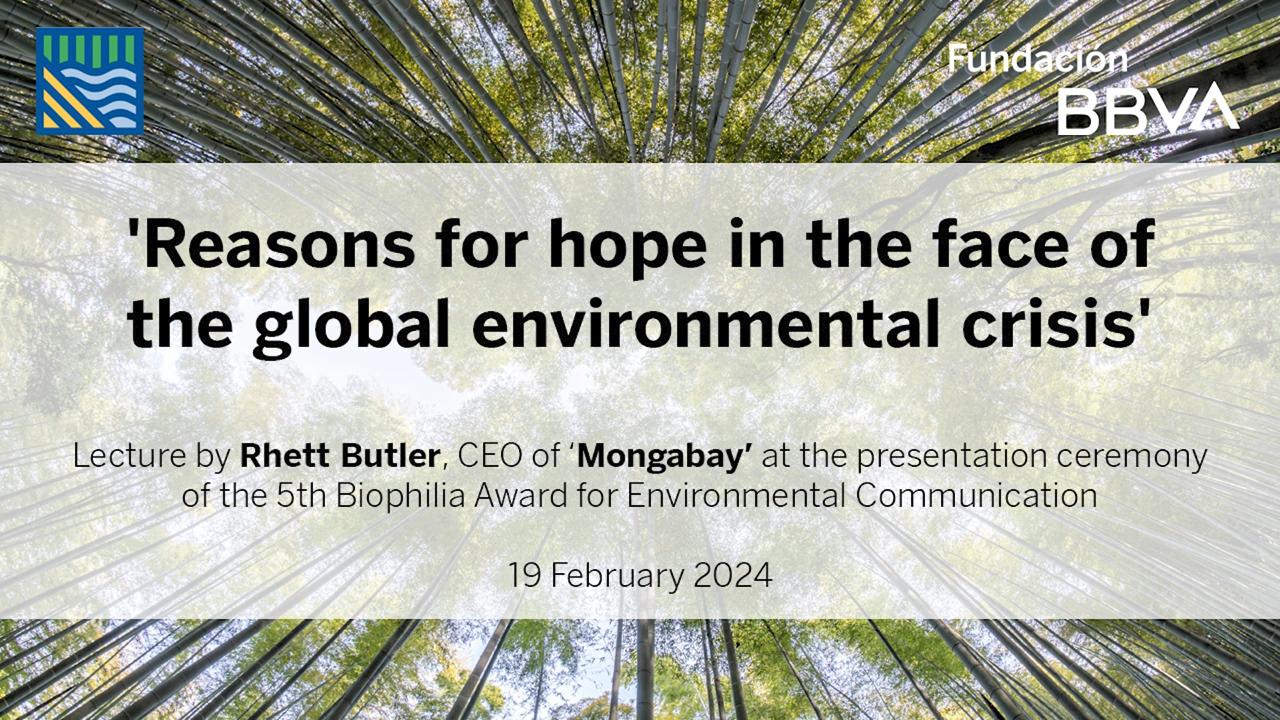 Fundación
BBVA
'Reasons for hope in the face of
the global environmental crisis'
Lecture by Rhett Butler, CEO of ‘Mongabay’ at the presentation ceremony
of the 5th Biophilia Award for Environmental Communication
19 February 2024